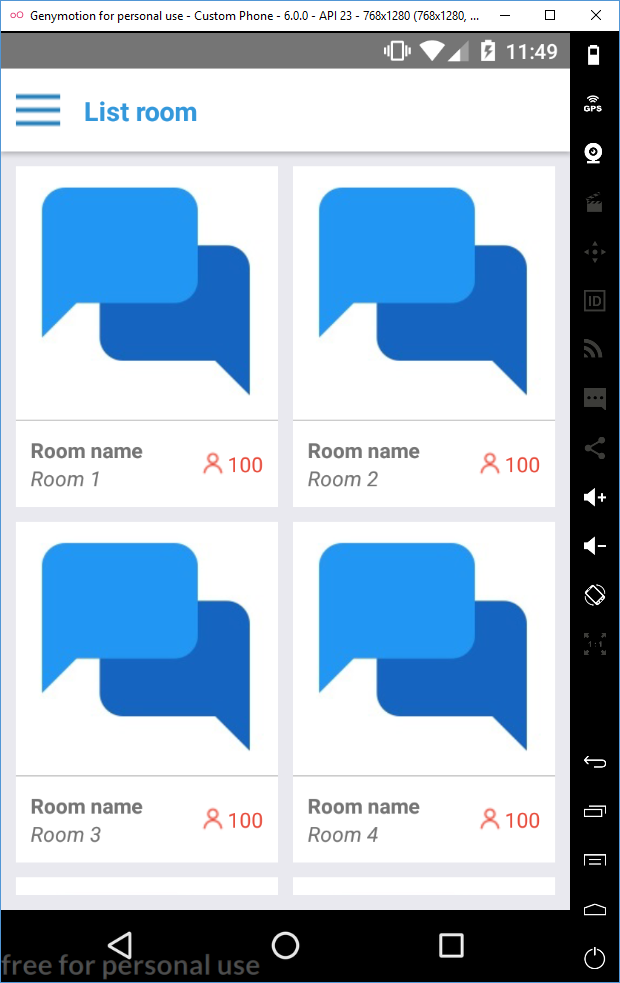 Genymotion for personal use - Custom Phone - 6.0.0 - API 23 - 768x1280 (768x1280, ...
11:49
GPS
List room
ID
Room name
Room 1
100
Room name
Room 2
100
1:1
Room name
Room 3
100
Room name
Room 4
100
free for personal use